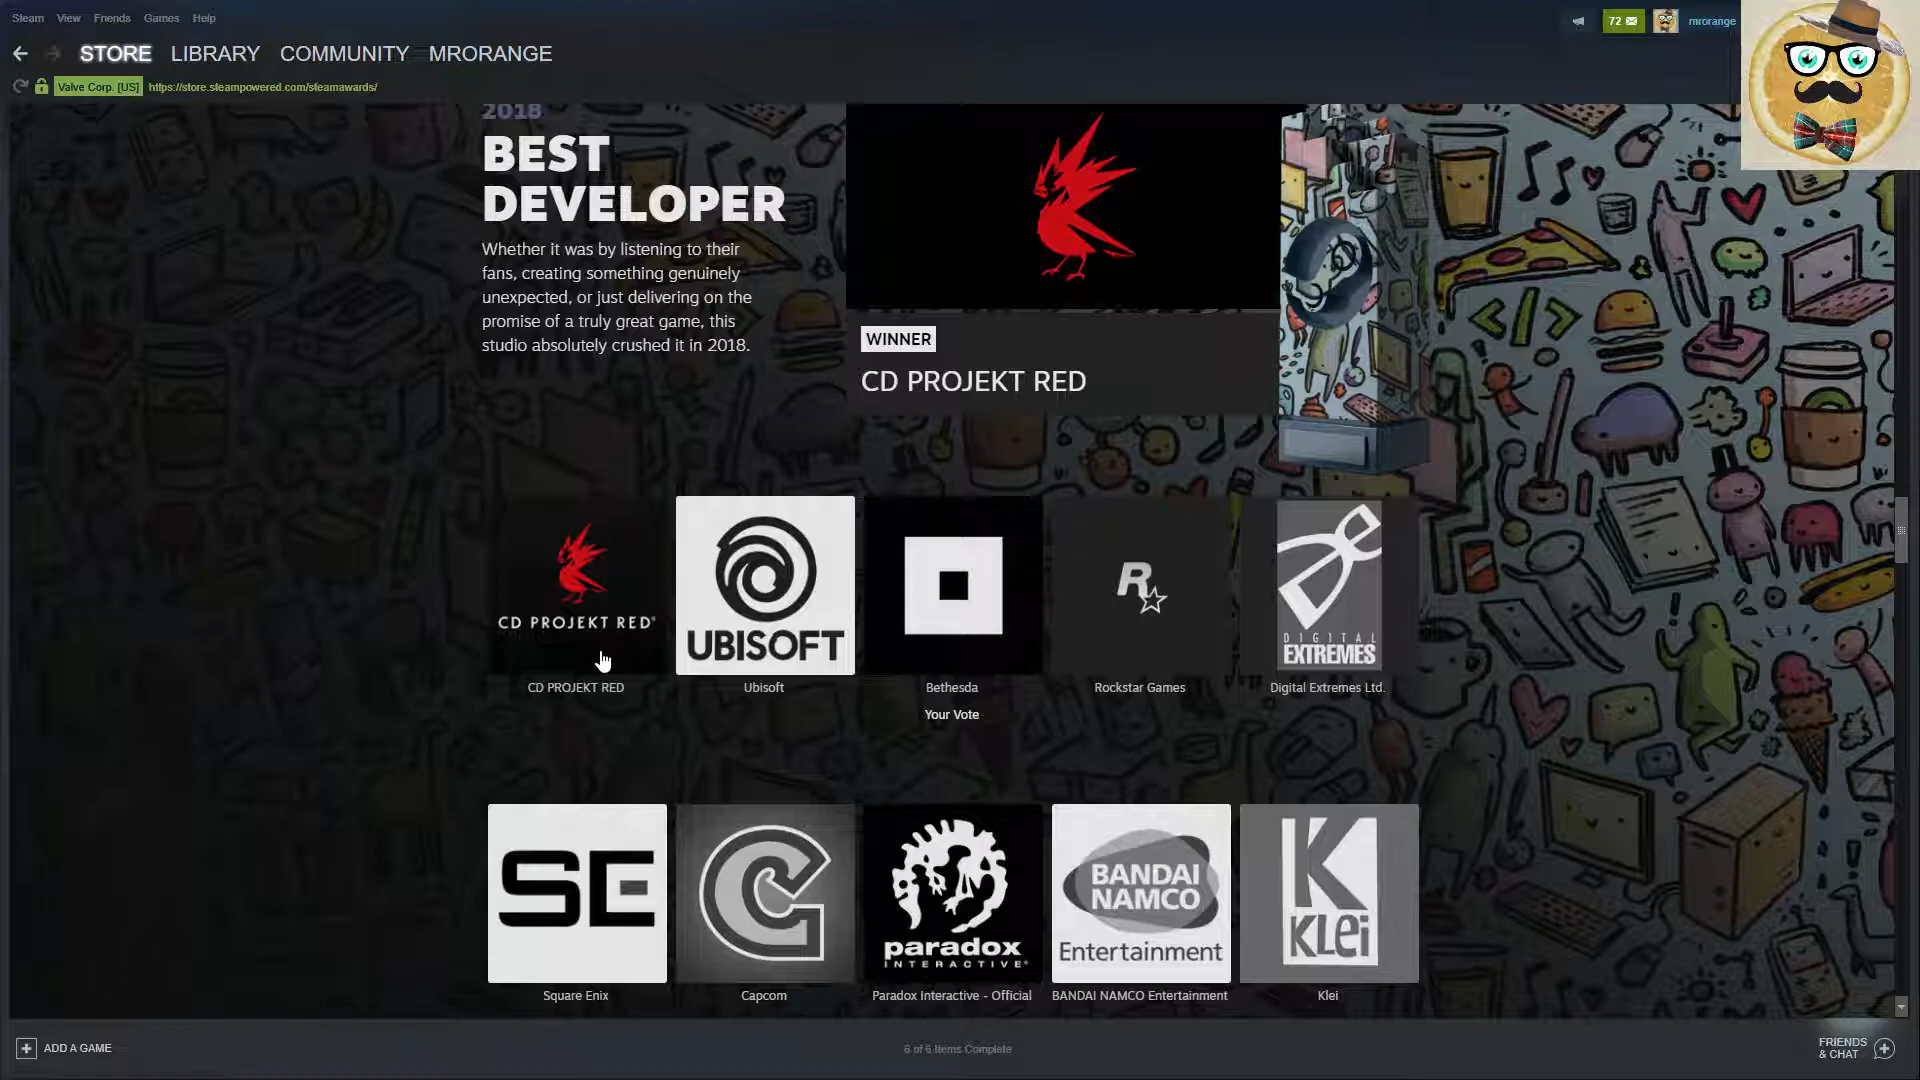 Steam View Friends Games Help
72
mrorange
STORE LIBRARY COMMUNITY MRORANGE
Valve Corp. [US] https://store.steampowered.com/steamawards/
2018
BEST
DEVELOPER
Whether it was by listening to their
fans, creating something genuinely
unexpected, or just delivering on the
promise of a truly great game, this
studio absolutely crushed it in 2018.
WINNER
CD PROJEKT RED
CD PROJEKT RED®
UBISOFT
R
DIGITAL
EXTREMES
CD PROJEKT RED Ubisoft Bethesda Rockstar Games Digital Extremes Ltd.
Your Vote
SE
C
paradox
INTERACTIVE®
BANDAI
NAMCO
Entertainment
K
KLEi
Square Enix Capcom Paradox Interactive - Official BANDAI NAMCO Entertainment Klei
ADD A GAME
6 of 6 Items Complete
FRIENDS
& CHAT